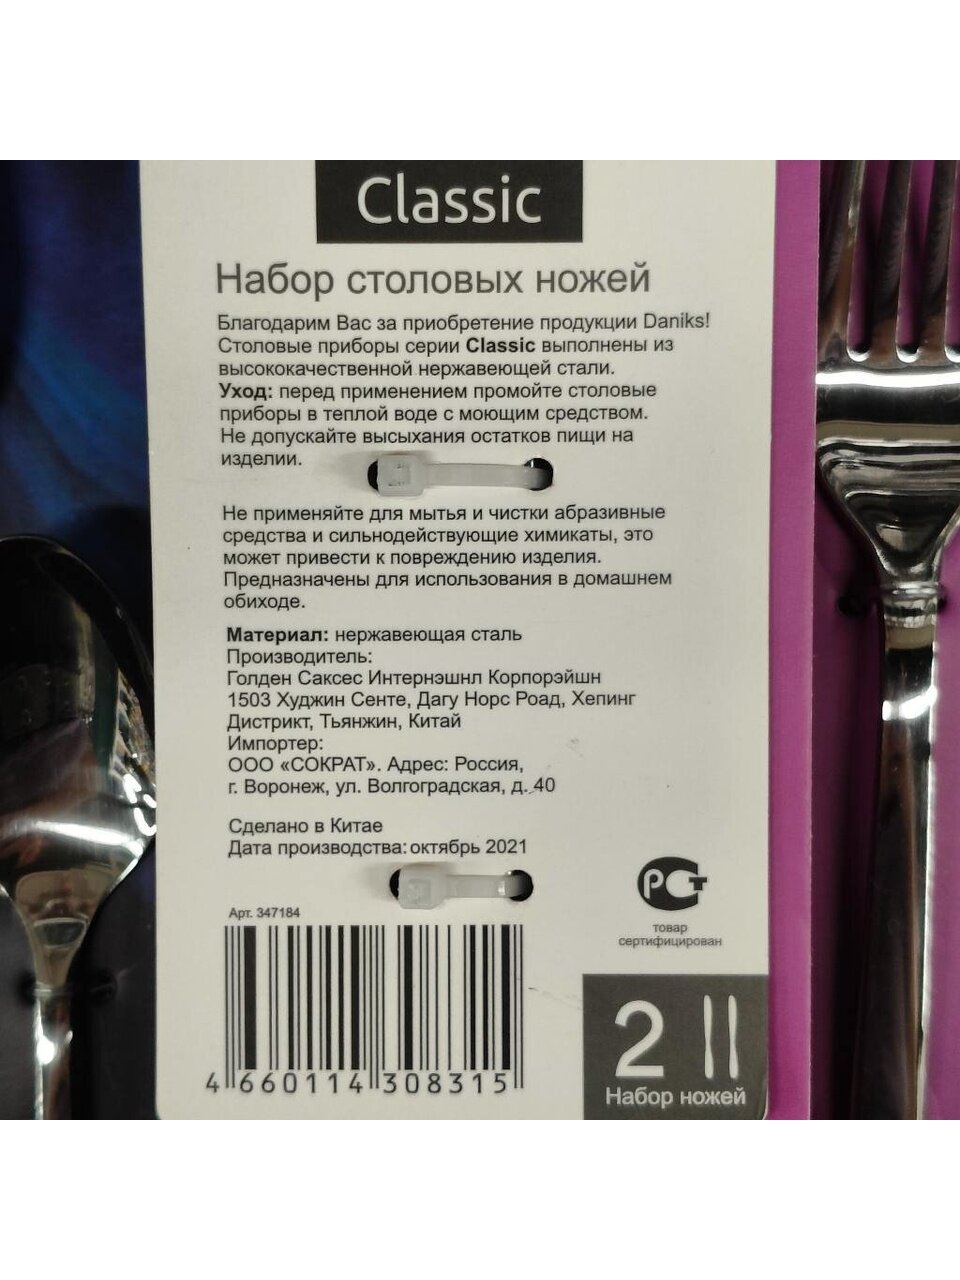 Classic
Набор столовых ножей
Благодарим Вас за приобретение продукции Daniks!
Столовые приборы серии Classic выполнены из
высококачественной нержавеющей стали.
Уход: перед применением промойте столовые
приборы в теплой воде с моющим средством.
Не допускайте высыхания остатков пищи на
изделии.
Не применяйте для мытья и чистки абразивные
средства и сильнодействующие химикаты, это
может привести к повреждению изделия.
Предназначены для использования в домашнем
обиходе.
Материал: нержавеющая сталь
Производитель:
Голден Саксес Интернэшнл Корпорэйшн
1503 Худжин Сенте, Дагу Норс Роад, Хепинг
Дистрикт, Тьянжин, Китай
Импортер:
ООО «СОКРАТ». Адрес: Россия,
г. Воронеж, ул. Волгоградская, д. 40
Сделано в Китае
Дата производства: октябрь 2021
Арт. 347184
4 660114 308315
РСТ
товар
сертифицирован
2
Набор ножей